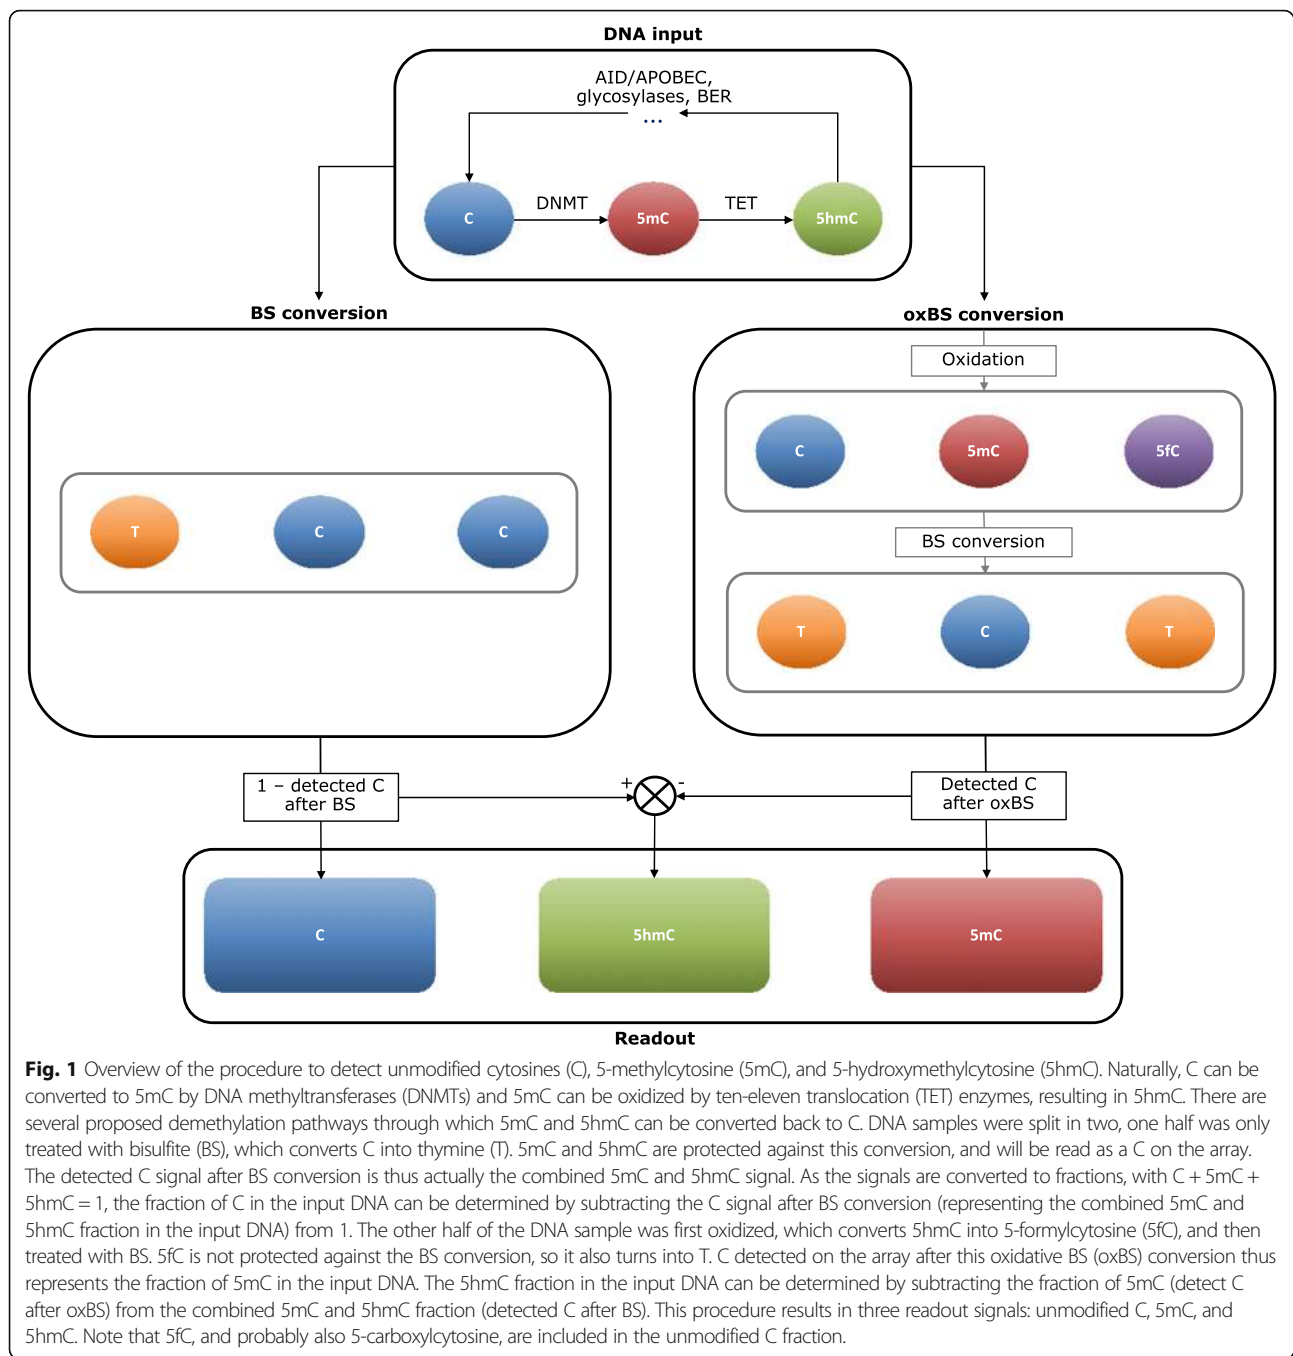 DNA input
AID/APOBEC,
glycosylases, BER
...
C
DNMT
5mC
TET
5hmC
BS conversion
T
C
C
oxBS conversion
Oxidation
C
5mC
5fC
BS conversion
T
C
T
1 – detected C
after BS
+
-
Detected C
after oxBS
C
5hmC
5mC
Readout
Fig. 1 Overview of the procedure to detect unmodified cytosines (C), 5-methylcytosine (5mC), and 5-hydroxymethylcytosine (5hmC). Naturally, C can be
converted to 5mC by DNA methyltransferases (DNMTs) and 5mC can be oxidized by ten-eleven translocation (TET) enzymes, resulting in 5hmC. There are
several proposed demethylation pathways through which 5mC and 5hmC can be converted back to C. DNA samples were split in two, one half was only
treated with bisulfite (BS), which converts C into thymine (T). 5mC and 5hmC are protected against this conversion, and will be read as a C on the array.
The detected C signal after BS conversion is thus actually the combined 5mC and 5hmC signal. As the signals are converted to fractions, with C + 5mC +
5hmC = 1, the fraction of C in the input DNA can be determined by subtracting the C signal after BS conversion (representing the combined 5mC and
5hmC fraction in the input DNA) from 1. The other half of the DNA sample was first oxidized, which converts 5hmC into 5-formylcytosine (5fC), and then
treated with BS. 5fC is not protected against the BS conversion, so it also turns into T. C detected on the array after this oxidative BS (oxBS) conversion thus
represents the fraction of 5mC in the input DNA. The 5hmC fraction in the input DNA can be determined by subtracting the fraction of 5mC (detect C
after oxBS) from the combined 5mC and 5hmC fraction (detected C after BS). This procedure results in three readout signals: unmodified C, 5mC, and
5hmC. Note that 5fC, and probably also 5-carboxylcytosine, are included in the unmodified C fraction.